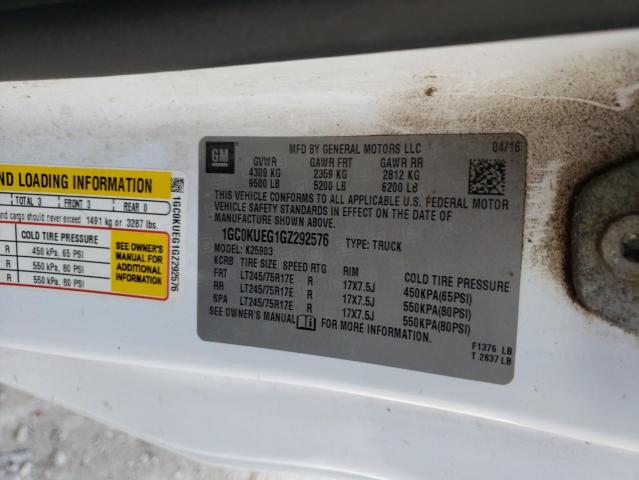 ND LOADING INFORMATION
TOTAL 3 FRONT 3 REAR 0
and cargo should never exceed 1491 kg or 3287 lbs.
COLD TIRE PRESSURE
R 450 kPa, 65 PSI
R 550 kPa, 80 PSI
R 550 kPa, 80 PSI
SEE OWNER'S
MANUAL FOR
ADDITIONAL
INFORMATION
1GC0KUEG1GZ292576
GM
MFD BY GENERAL MOTORS LLC 04/16
GVWR GAWR FRT GAWR RR
4309 KG 2359 KG 2812 KG
9500 LB 5200 LB 6200 LB
THIS VEHICLE CONFORMS TO ALL APPLICABLE U.S. FEDERAL MOTOR
VEHICLE SAFETY STANDARDS IN EFFECT ON THE DATE OF
MANUFACTURE SHOWN ABOVE.
1GC0KUEG1GZ292576 TYPE: TRUCK
MODEL: K25903
KCRB TIRE SIZE SPEED RTG RIM COLD TIRE PRESSURE
FRT LT245/75R17E R 17X7.5J 450KPA(65PSI)
RR LT245/75R17E R 17X7.5J 550KPA(80PSI)
SPA LT245/75R17E R 17X7.5J 550KPA(80PSI)
SEE OWNER'S MANUAL FOR MORE INFORMATION.
F1376 LB
T 2837 LB